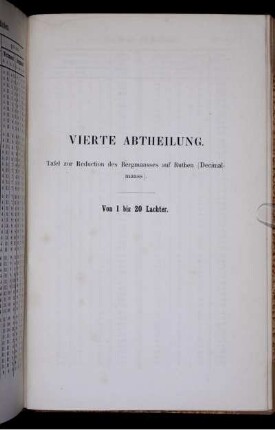 VIERTE ABTHEILUNG.
Tafel zur Reduction des Bergmaasses auf Ruthen (Decimal-
maass).
Von 1 bis 20 Lachter.